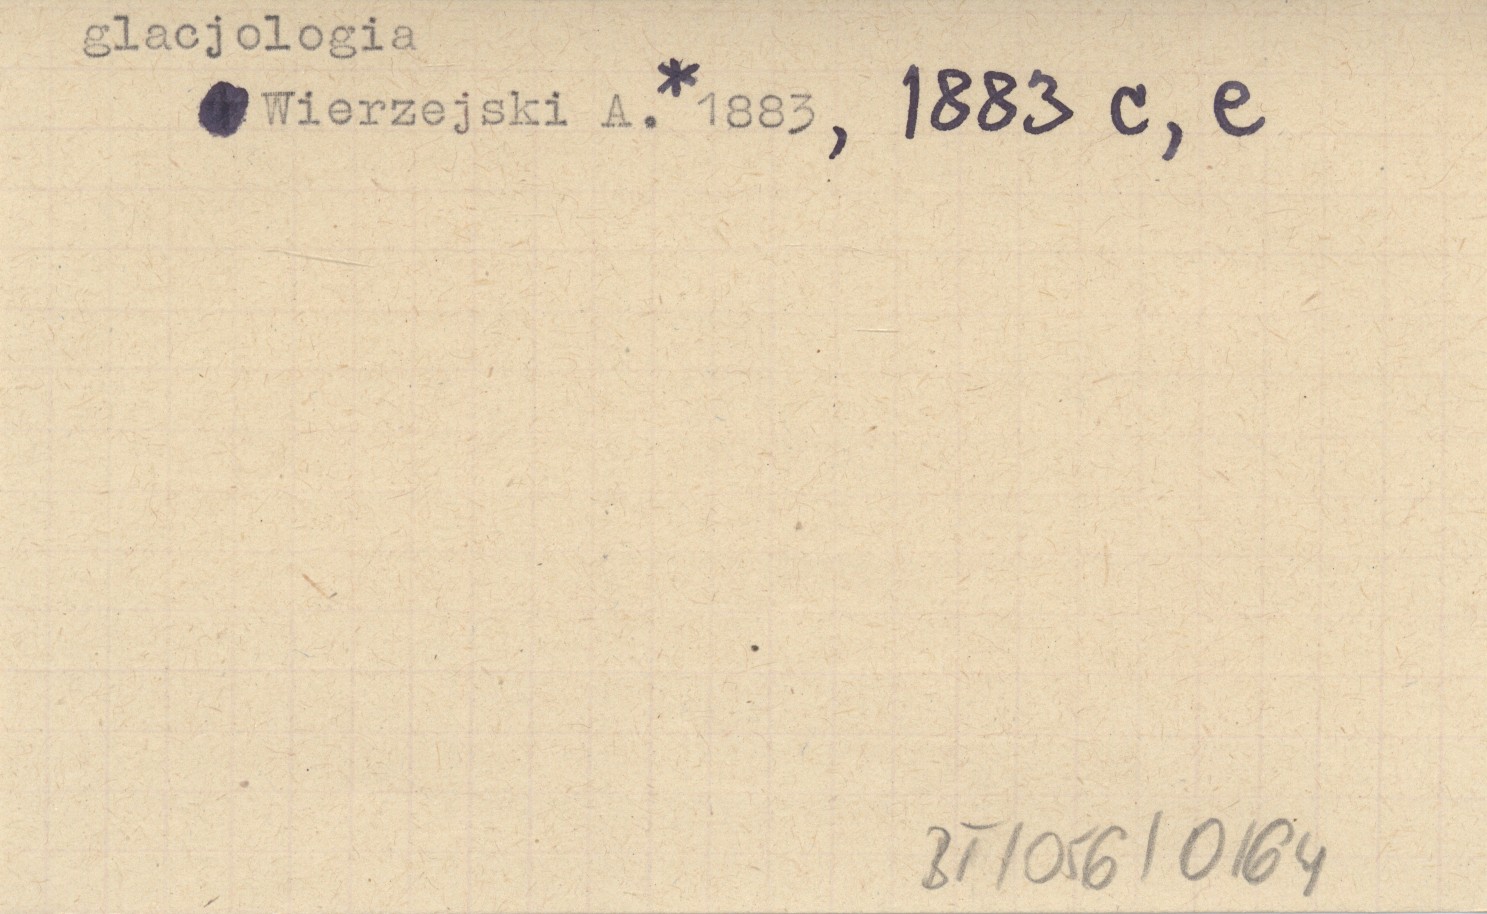 glacjologia
Wierzejski A.* 1883, 1883 c, e
BT/056/0164